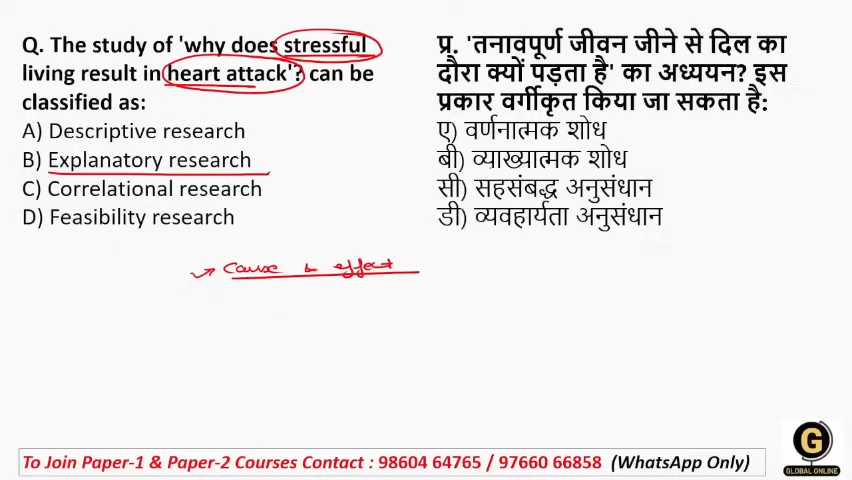 Q. The study of 'why does stressful
living result in heart attack'? can be
classified as:
A) Descriptive research
B) Explanatory research
C) Correlational research
D) Feasibility research
प्र. 'तनावपूर्ण जीवन जीने से दिल का
दौरा क्यों पड़ता है' का अध्ययन? इस
प्रकार वर्गीकृत किया जा सकता है:
ए) वर्णनात्मक शोध
बी) व्याख्यात्मक शोध
सी) सहसंबद्ध अनुसंधान
डी) व्यवहार्यता अनुसंधान
Cause & effect
G
GLOBAL ONLINE
To Join Paper-1 & Paper-2 Courses Contact : 98604 64765 / 97660 66858 (WhatsApp Only)